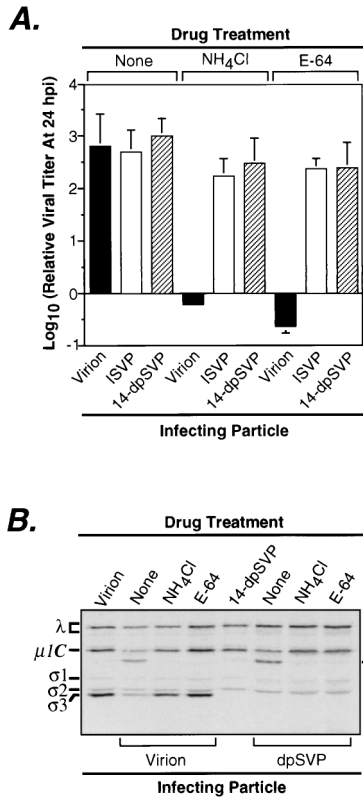 A.
Drug Treatment
None NH4Cl E-64
Log10 (Relative Viral Titer At 24 hpi)
4
3
2
1
0
-1
Virion ISVP 14-dpSVP Virion ISVP 14-dpSVP Virion ISVP 14-dpSVP
Infecting Particle
B.
Drug Treatment
Virion None NH4Cl E-64 14-dpSVP None NH4Cl E-64
λ
μ1C
σ1
σ2
σ3
Virion dpSVP
Infecting Particle